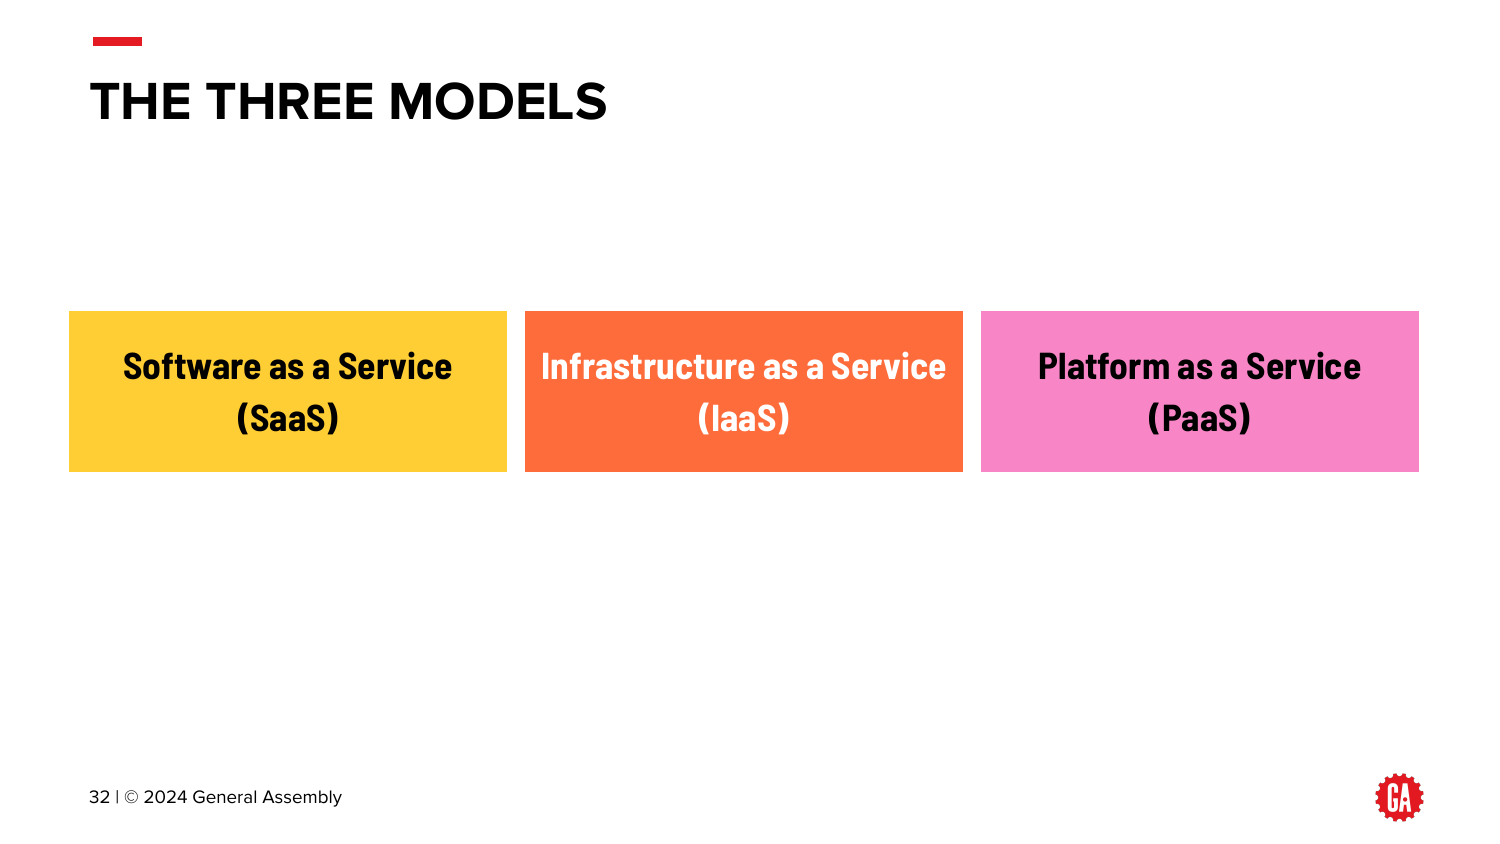 THE THREE MODELS
Software as a Service
(SaaS)
Infrastructure as a Service
(IaaS)
Platform as a Service
(PaaS)
32 | © 2024 General Assembly
GA